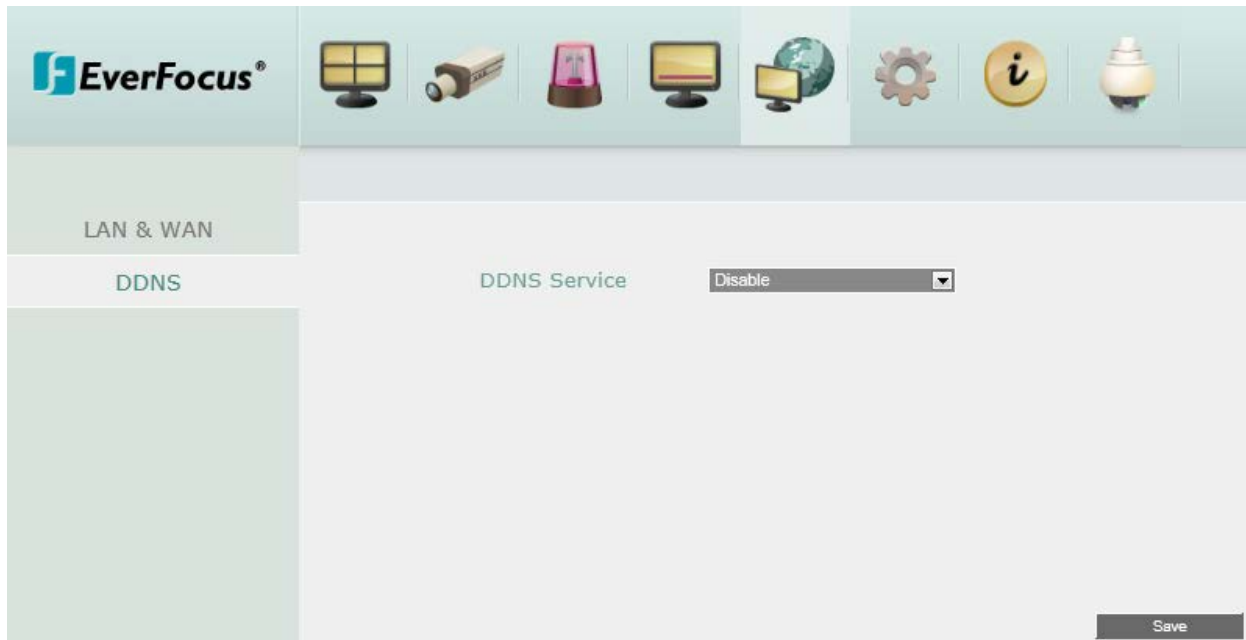 EverFocus®
LAN & WAN
DDNS
DDNS Service
Disable
Save